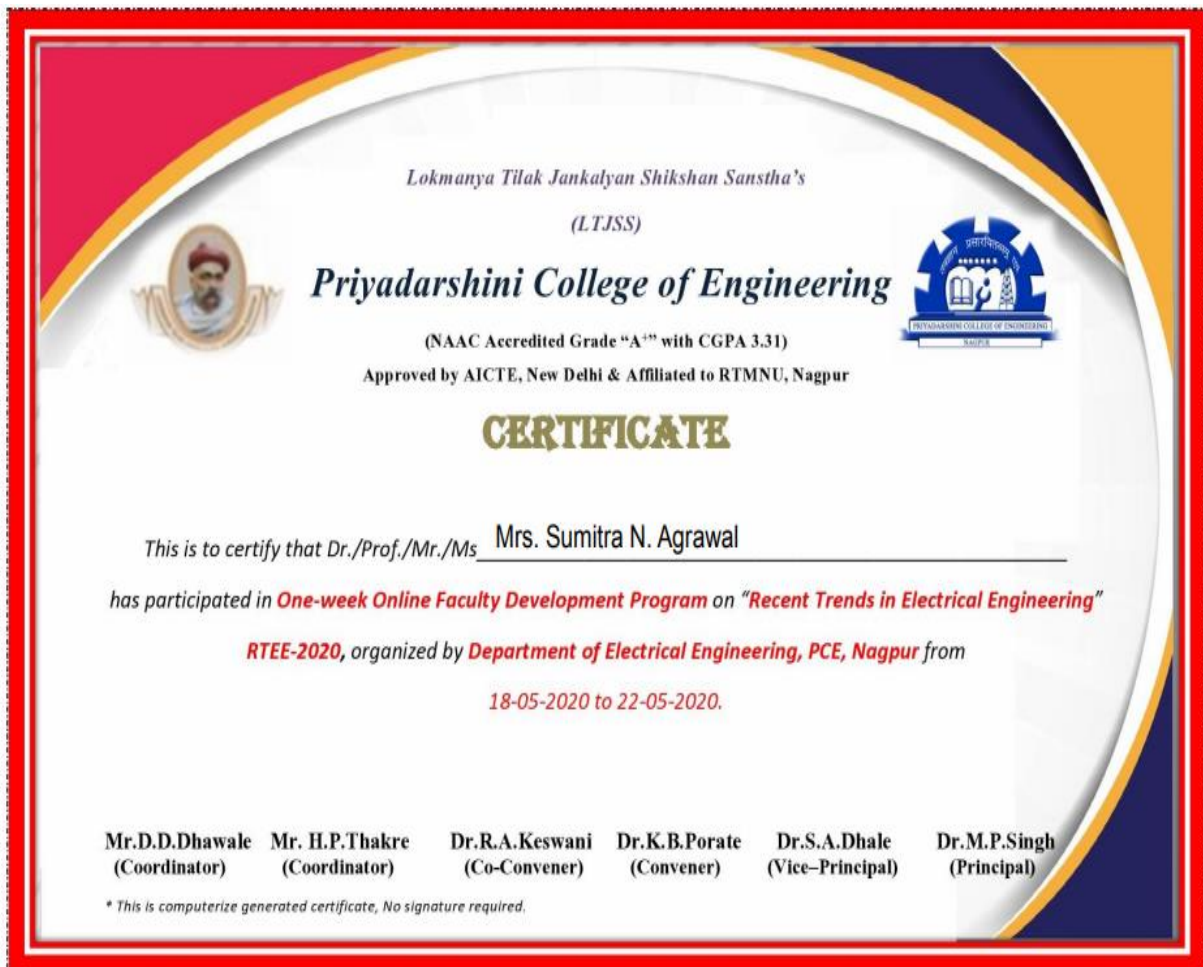 Lokmanya Tilak Jankalyan Shikshan Sanstha's
(LTJSS)
Priyadarshini College of Engineering
(NAAC Accredited Grade "A⁺" with CGPA 3.31)
Approved by AICTE, New Delhi & Affiliated to RTMNU, Nagpur
PRIYADARSHINI COLLEGE OF ENGINEERING
NAGPUR
CERTIFICATE
This is to certify that Dr./Prof./Mr./Ms Mrs. Sumitra N. Agrawal
has participated in One-week Online Faculty Development Program on "Recent Trends in Electrical Engineering"
RTEE-2020, organized by Department of Electrical Engineering, PCE, Nagpur from
18-05-2020 to 22-05-2020.
Mr.D.D.Dhawale Mr. H.P.Thakre Dr.R.A.Keswani Dr.K.B.Porate Dr.S.A.Dhale Dr.M.P.Singh
(Coordinator) (Coordinator) (Co-Convener) (Convener) (Vice–Principal) (Principal)
* This is computerize generated certificate, No signature required.